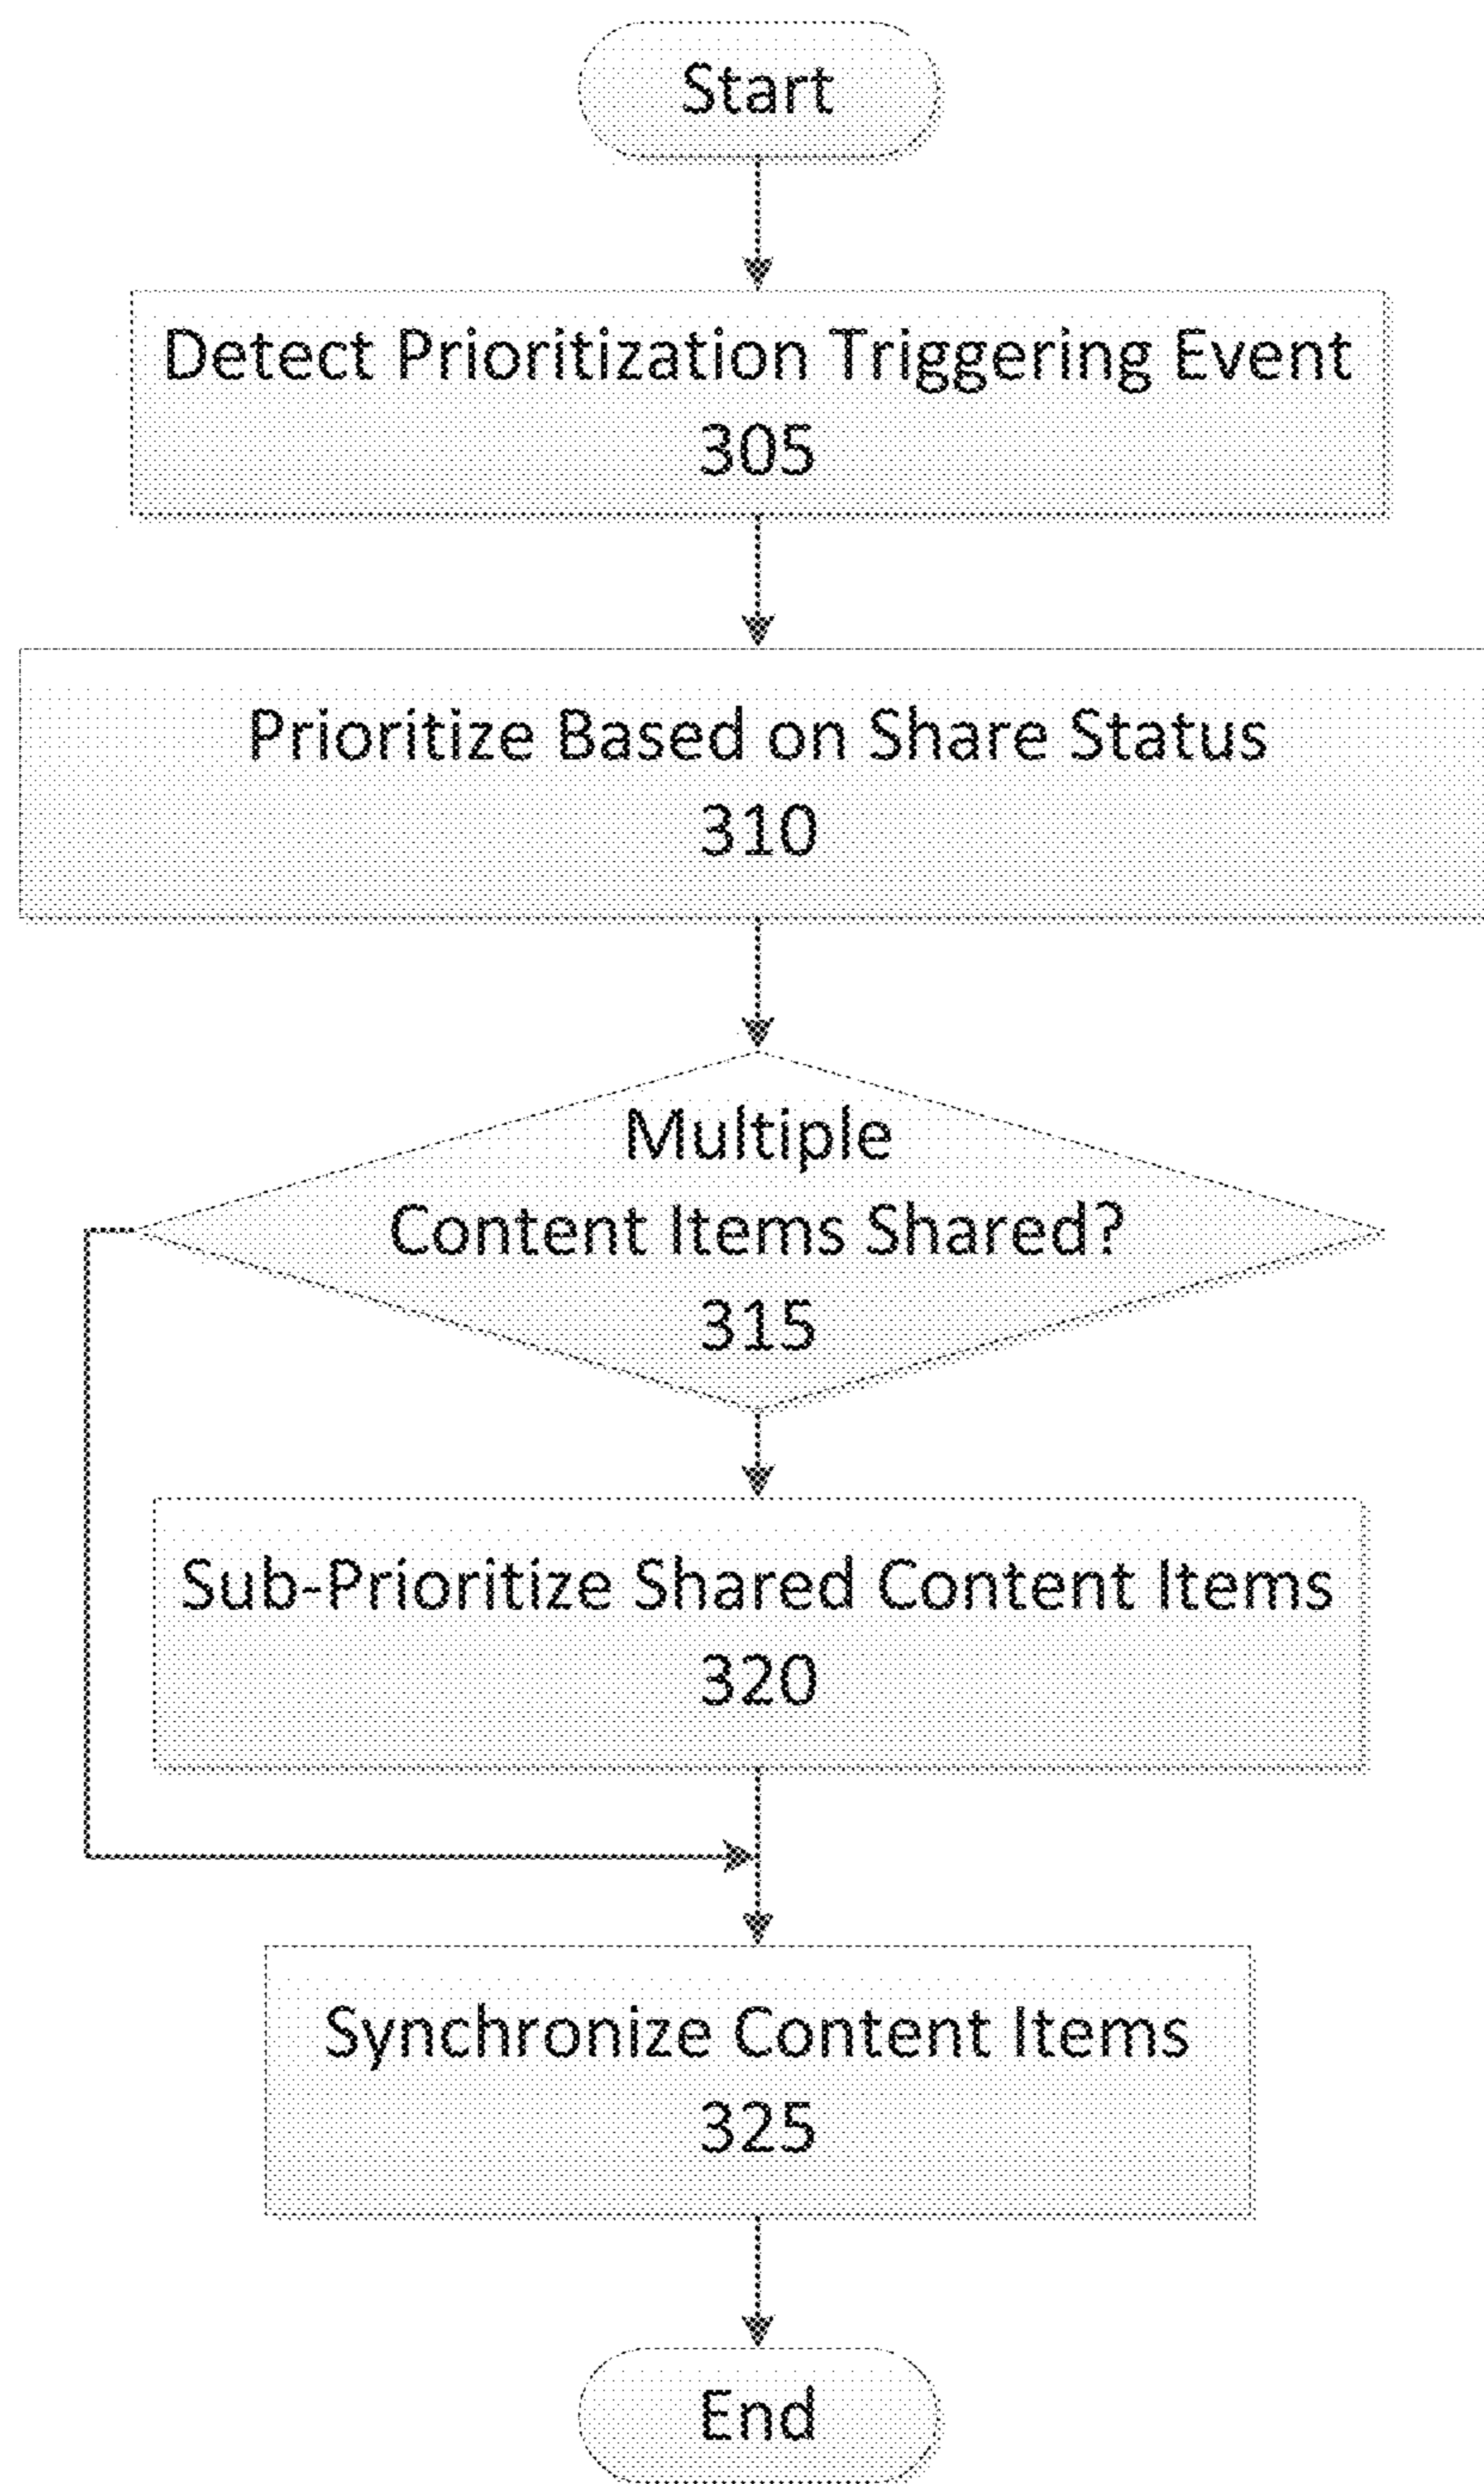 Start
Detect Prioritization Triggering Event
305
Prioritize Based on Share Status
310
Multiple
Content Items Shared?
315
Sub-Prioritize Shared Content Items
320
Synchronize Content Items
325
End